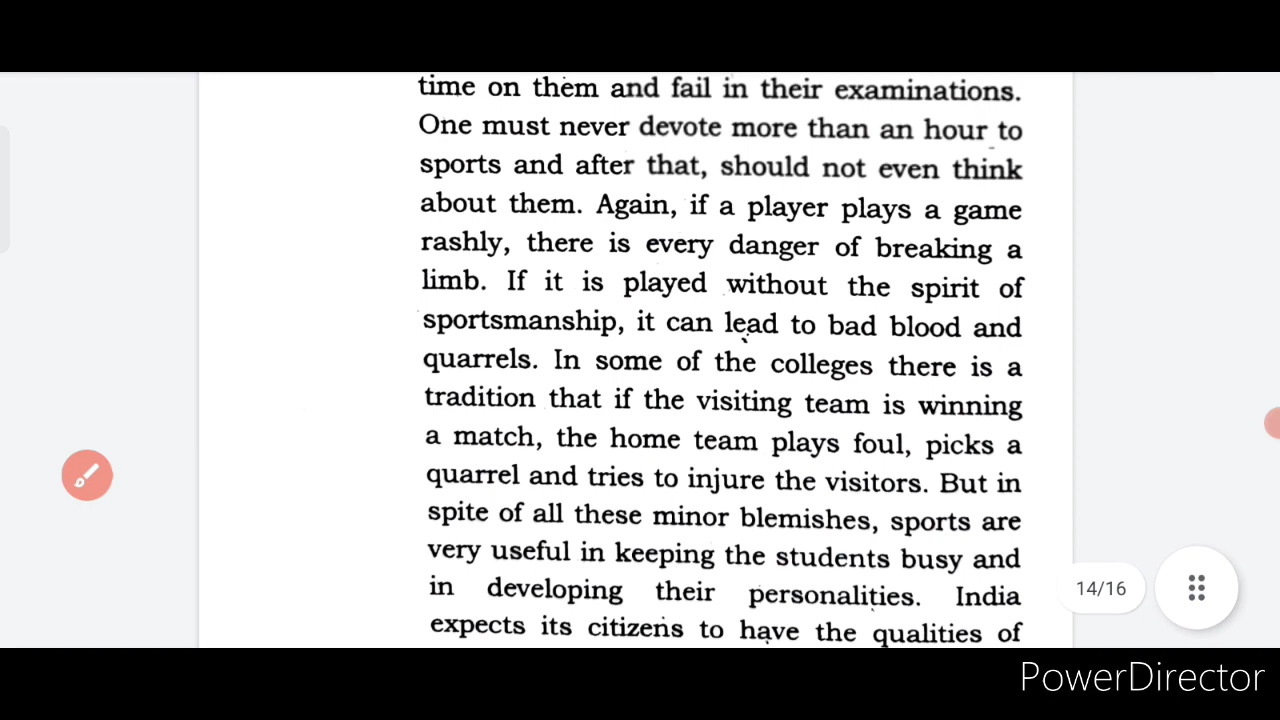 time on them and fail in their examinations.
One must never devote more than an hour to
sports and after that, should not even think
about them. Again, if a player plays a game
rashly, there is every danger of breaking a
limb. If it is played without the spirit of
sportsmanship, it can lead to bad blood and
quarrels. In some of the colleges there is a
tradition that if the visiting team is winning
a match, the home team plays foul, picks a
quarrel and tries to injure the visitors. But in
spite of all these minor blemishes, sports are
very useful in keeping the students busy and
in developing their personalities. India
expects its citizens to have the qualities of
14/16
PowerDirector